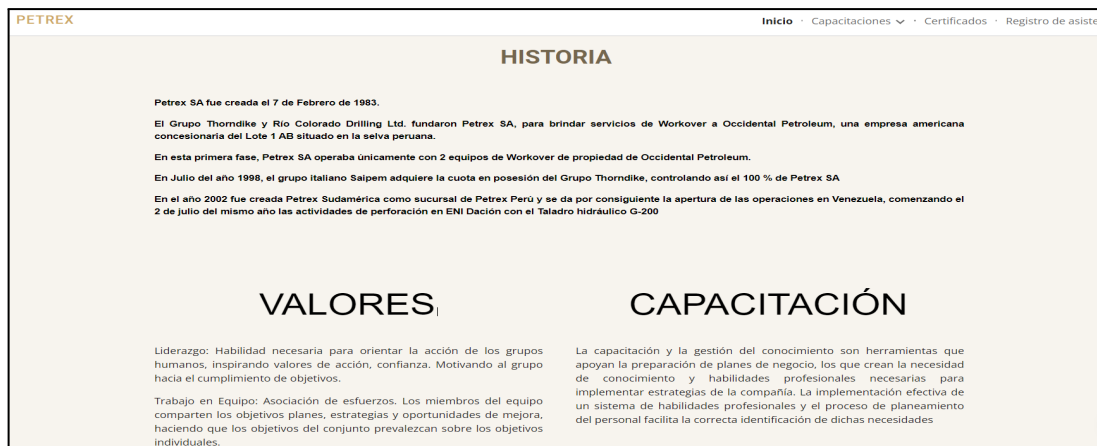 PETREX
Inicio · Capacitaciones · Certificados · Registro de asiste
HISTORIA
Petrex SA fue creada el 7 de Febrero de 1983.
El Grupo Thorndike y Río Colorado Drilling Ltd. fundaron Petrex SA, para brindar servicios de Workover a Occidental Petroleum, una empresa americana
concesionaria del Lote 1 AB situado en la selva peruana.
En esta primera fase, Petrex SA operaba únicamente con 2 equipos de Workover de propiedad de Occidental Petroleum.
En Julio del año 1998, el grupo italiano Saipem adquiere la cuota en posesión del Grupo Thorndike, controlando así el 100 % de Petrex SA
En el año 2002 fue creada Petrex Sudamérica como sucursal de Petrex Perù y se da por consiguiente la apertura de las operaciones en Venezuela, comenzando el
2 de julio del mismo año las actividades de perforación en ENI Dación con el Taladro hidráulico G-200
VALORES
Liderazgo: Habilidad necesaria para orientar la acción de los grupos
humanos, inspirando valores de acción, confianza. Motivando al grupo
hacia el cumplimiento de objetivos.
Trabajo en Equipo: Asociación de esfuerzos. Los miembros del equipo
comparten los objetivos planes, estrategias y oportunidades de mejora,
haciendo que los objetivos del conjunto prevalezcan sobre los objetivos
individuales.
CAPACITACIÓN
La capacitación y la gestión del conocimiento son herramientas que
apoyan la preparación de planes de negocio, los que crean la necesidad
de conocimiento y habilidades profesionales necesarias para
implementar estrategias de la compañía. La implementación efectiva de
un sistema de habilidades profesionales y el proceso de planeamiento
del personal facilita la correcta identificación de dichas necesidades